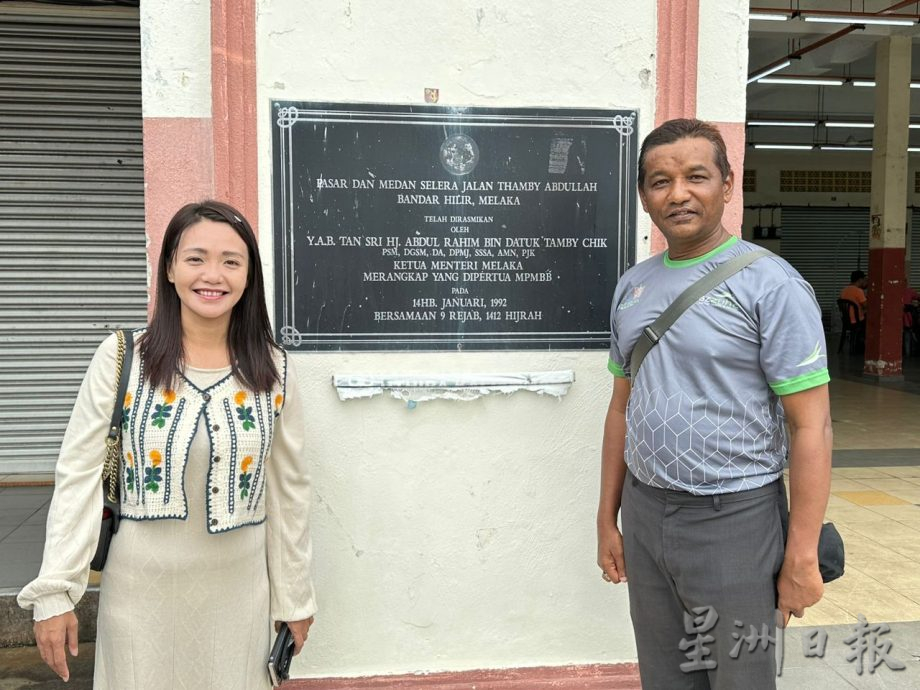 PASAR DAN MEDAN SELERA JALAN THAMBY ABDULLAH
BANDAR HILIR, MELAKA
TELAH DIRASMIKAN
OLEH
Y.A.B. TAN SRI HJ. ABDUL RAHIM BIN DATUK TAMBY CHIK
PSM, DGSM, DA, DPMJ, SSSA, AMN, PJK
KETUA MENTERI MELAKA
MERANGKAP YANG DIPERTUA MPMBB
PADA
14HB. JANUARI, 1992
BERSAMAAN 9 REJAB, 1412 HIJRAH
星洲日报